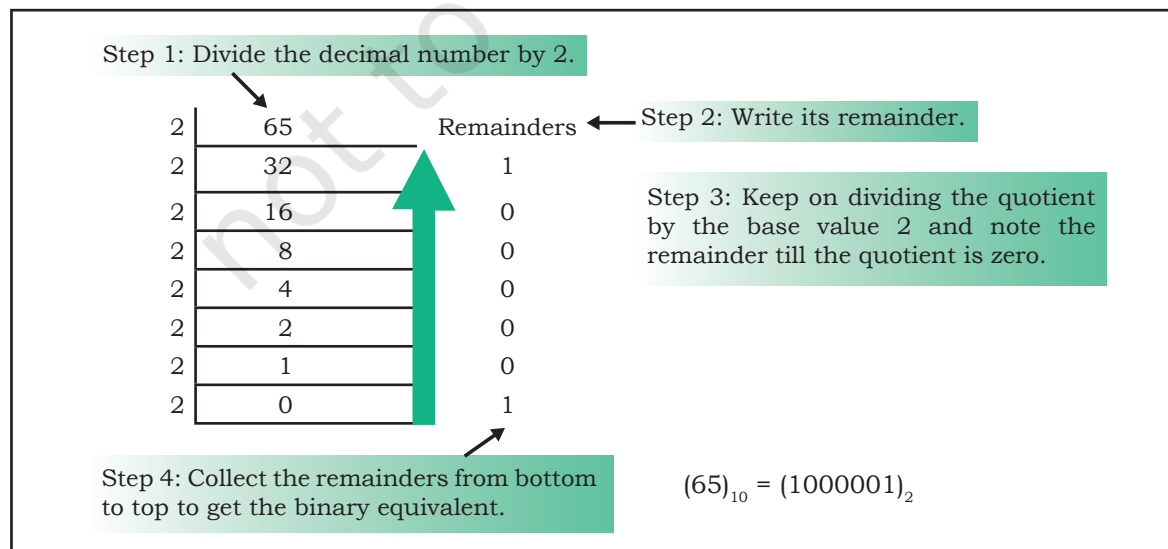 Step 1: Divide the decimal number by 2.
2 65 Remainders
Step 2: Write its remainder.
2 32 1
2 16 0
Step 3: Keep on dividing the quotient
by the base value 2 and note the
remainder till the quotient is zero.
2 8 0
2 4 0
2 2 0
2 1 0
2 0 1
Step 4: Collect the remainders from bottom
to top to get the binary equivalent.
(65)₁₀ = (1000001)₂
not to